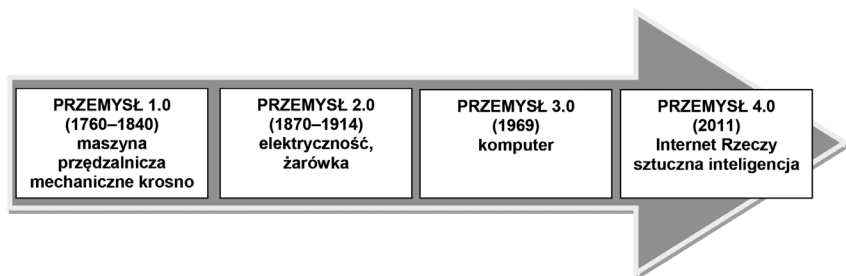 PRZEMYSŁ 1.0
(1760–1840)
maszyna
przędzalnicza
mechaniczne krosno
PRZEMYSŁ 2.0
(1870–1914)
elektryczność,
żarówka
PRZEMYSŁ 3.0
(1969)
komputer
PRZEMYSŁ 4.0
(2011)
Internet Rzeczy
sztuczna inteligencja